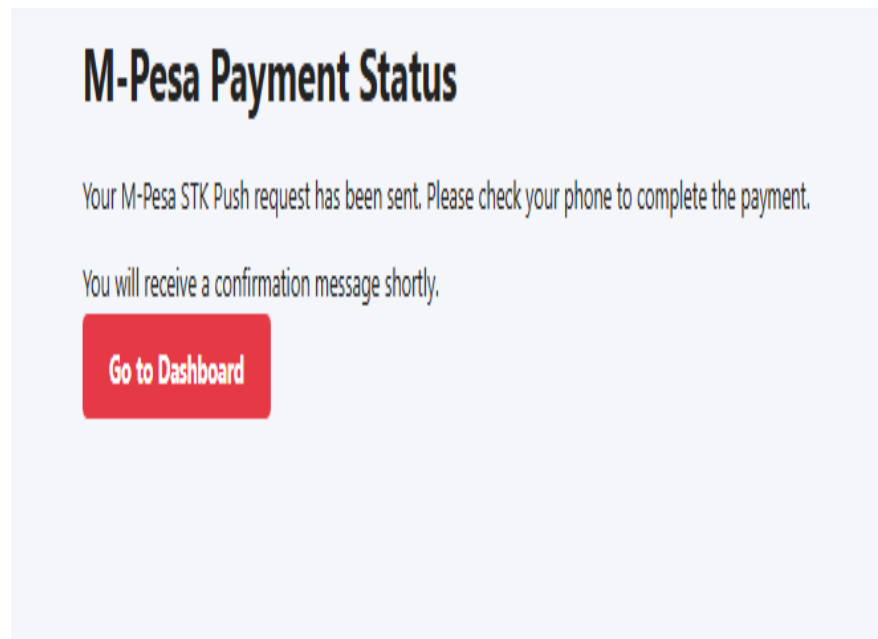 M-Pesa Payment Status
Your M-Pesa STK Push request has been sent. Please check your phone to complete the payment.
You will receive a confirmation message shortly.
Go to Dashboard